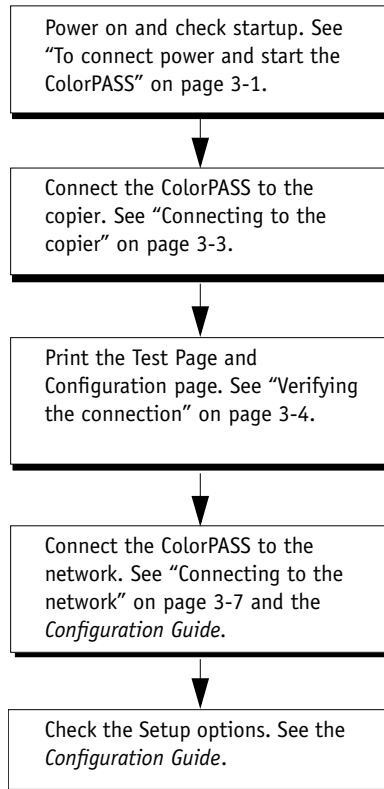 Power on and check startup. See
“To connect power and start the
ColorPASS” on page 3-1.
Connect the ColorPASS to the
copier. See “Connecting to the
copier” on page 3-3.
Print the Test Page and
Configuration page. See “Verifying
the connection” on page 3-4.
Connect the ColorPASS to the
network. See “Connecting to the
network” on page 3-7 and the
Configuration Guide.
Check the Setup options. See the
Configuration Guide.